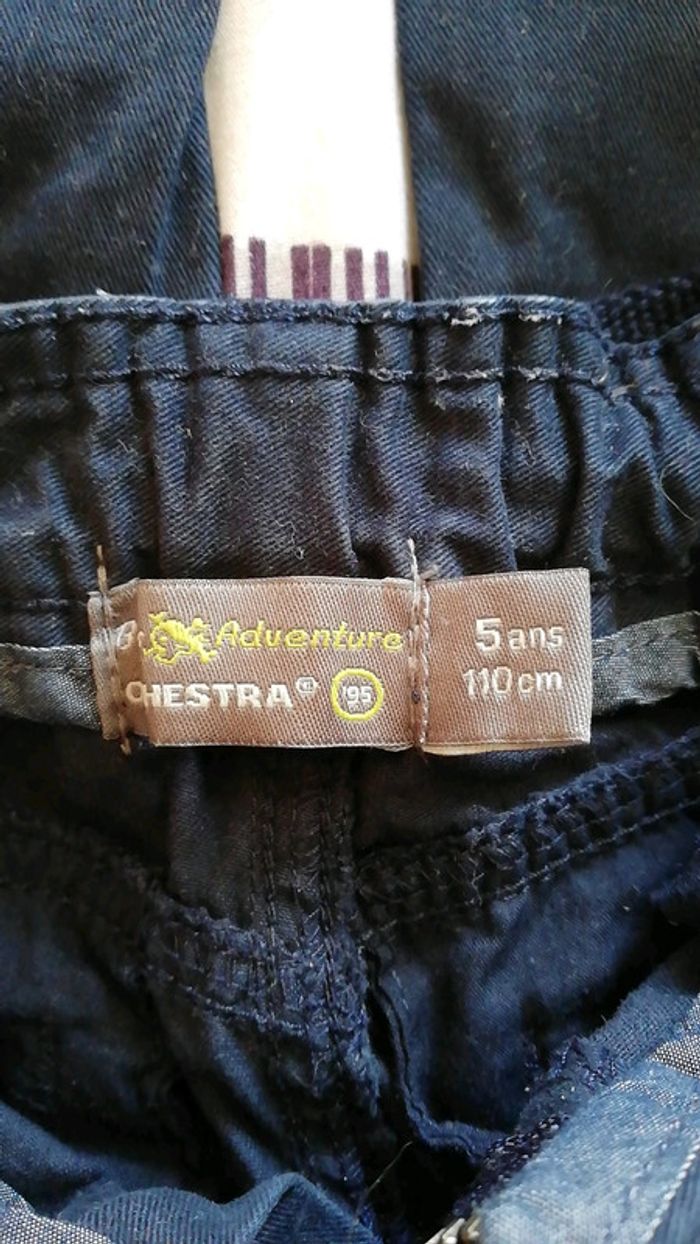 Adventure
CHESTRA® '95
5 ans
110 cm